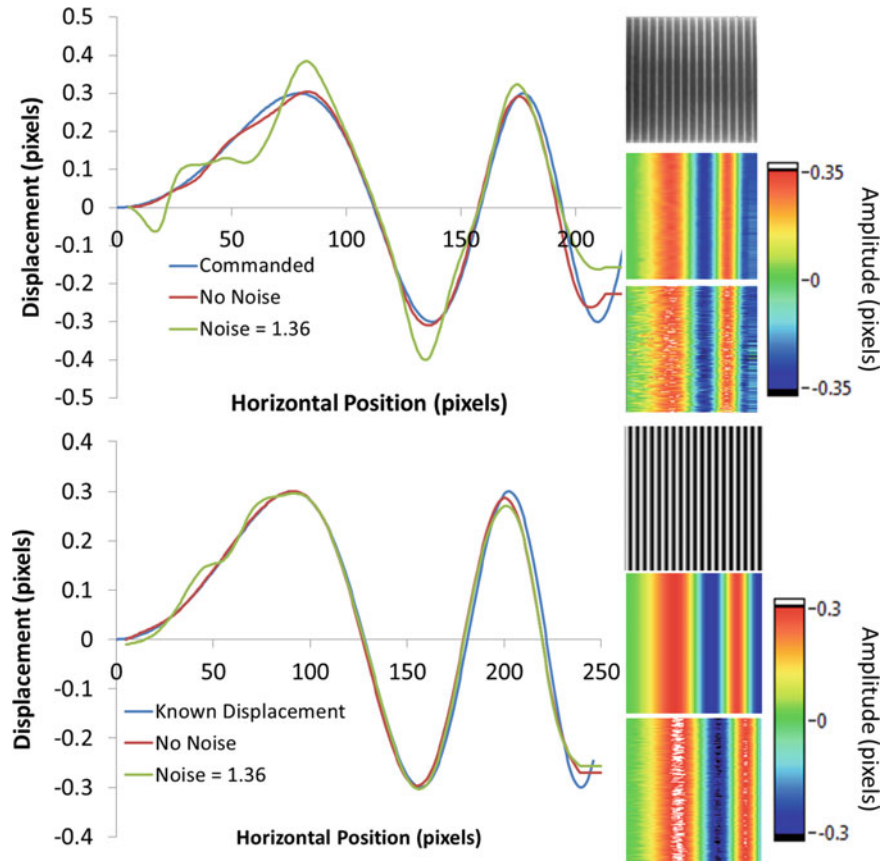 0.5
0.4
0.3
0.2
0.1
0
-0.1
-0.2
-0.3
-0.4
-0.5
Displacement (pixels)
0 50 100 150 200
Commanded
No Noise
Noise = 1.36
Horizontal Position (pixels)
-0.35
-0
-0.35
Amplitude (pixels)
0.4
0.3
0.2
0.1
0
-0.1
-0.2
-0.3
-0.4
Displacement (pixels)
0 50 100 150 200 250
Known Displacement
No Noise
Noise = 1.36
Horizontal Position (pixels)
-0.3
-0
-0.3
Amplitude (pixels)